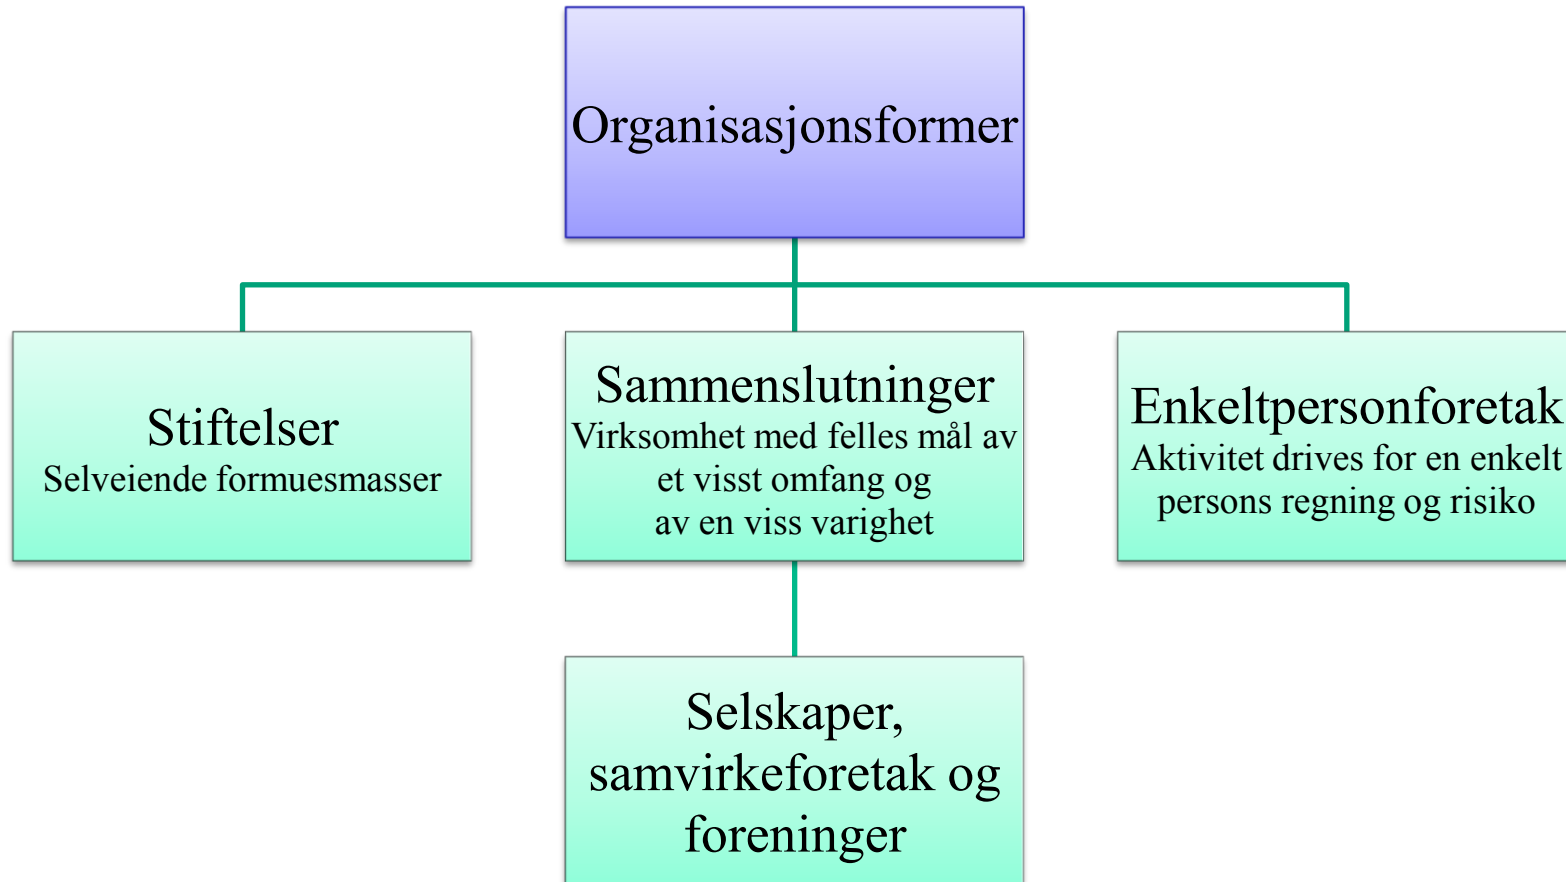 Organisasjonsformer
Stiftelser
Selveiende formuesmasser
Sammenslutninger
Virksomhet med felles mål av
et visst omfang og
av en viss varighet
Enkeltpersonforetak
Aktivitet drives for en enkelt
persons regning og risiko
Selskaper,
samvirkeforetak og
foreninger